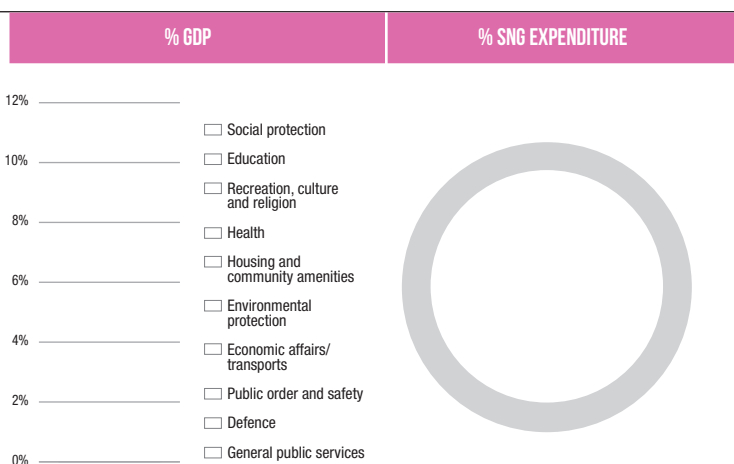 % GDP
% SNG EXPENDITURE
12%
10%
8%
6%
4%
2%
0%
Social protection
Education
Recreation, culture
and religion
Health
Housing and
community amenities
Environmental
protection
Economic affairs/
transports
Public order and safety
Defence
General public services